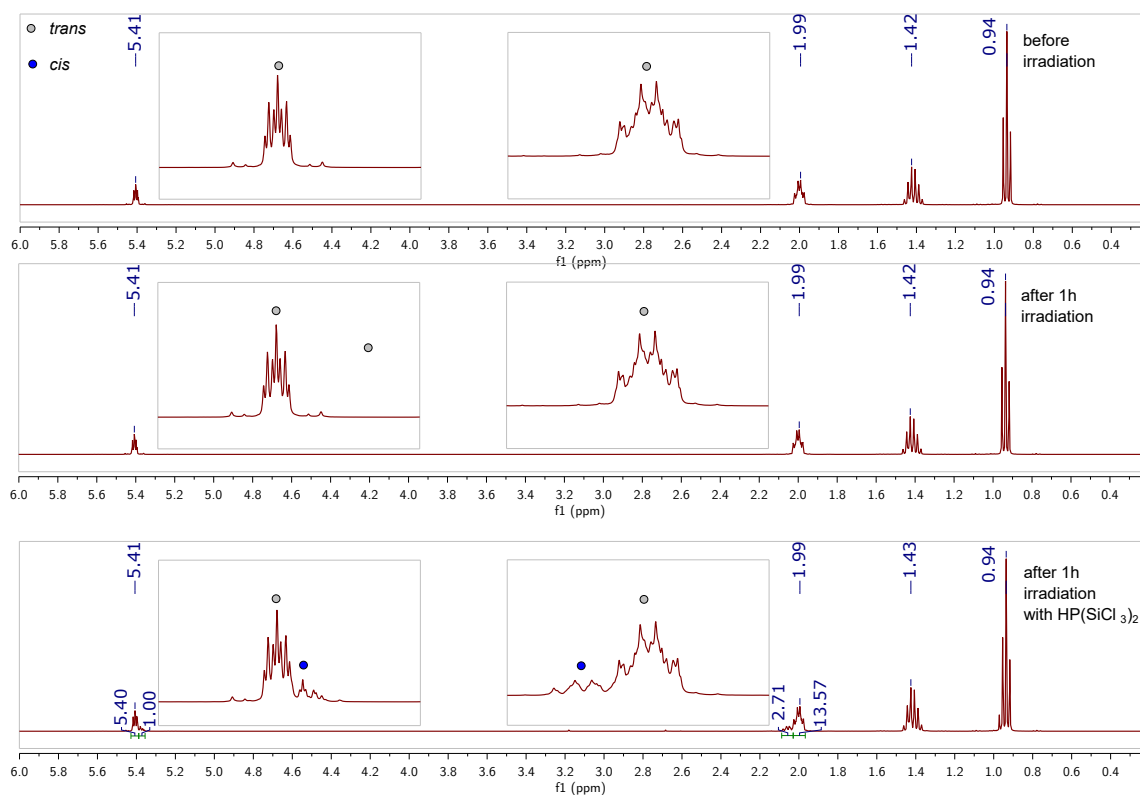 trans
cis
5.41
1.99
1.42
0.94
before
irradiation
6.0 5.8 5.6 5.4 5.2 5.0 4.8 4.6 4.4 4.2 4.0 3.8 3.6 3.4 3.2 3.0 2.8 2.6 2.4 2.2 2.0 1.8 1.6 1.4 1.2 1.0 0.8 0.6 0.4
f1 (ppm)
5.41
1.99
1.42
0.94
after 1h
irradiation
6.0 5.8 5.6 5.4 5.2 5.0 4.8 4.6 4.4 4.2 4.0 3.8 3.6 3.4 3.2 3.0 2.8 2.6 2.4 2.2 2.0 1.8 1.6 1.4 1.2 1.0 0.8 0.6 0.4
f1 (ppm)
5.41
1.99
1.43
0.94
after 1h
irradiation
with HP(SiCl3)2
5.40
1.00
2.71
13.57
6.0 5.8 5.6 5.4 5.2 5.0 4.8 4.6 4.4 4.2 4.0 3.8 3.6 3.4 3.2 3.0 2.8 2.6 2.4 2.2 2.0 1.8 1.6 1.4 1.2 1.0 0.8 0.6 0.4
f1 (ppm)